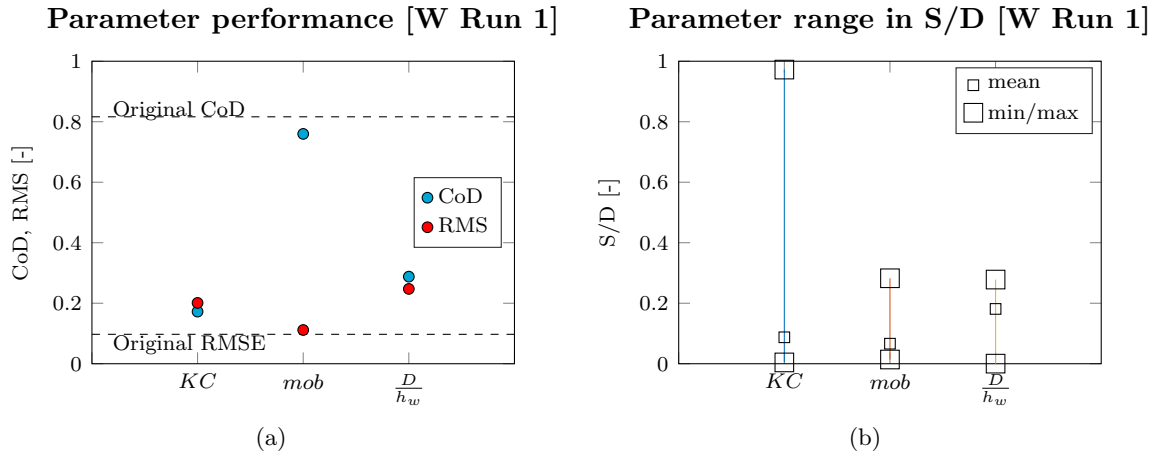 Parameter performance [W Run 1]
1
0.8
0.6
0.4
0.2
0
CoD, RMS [-]
Original CoD
Original RMSE
CoD
RMS
KC
mob
D
h_w
(a)
Parameter range in S/D [W Run 1]
1
0.8
0.6
0.4
0.2
0
S/D [-]
mean
min/max
KC
mob
D
h_w
(b)